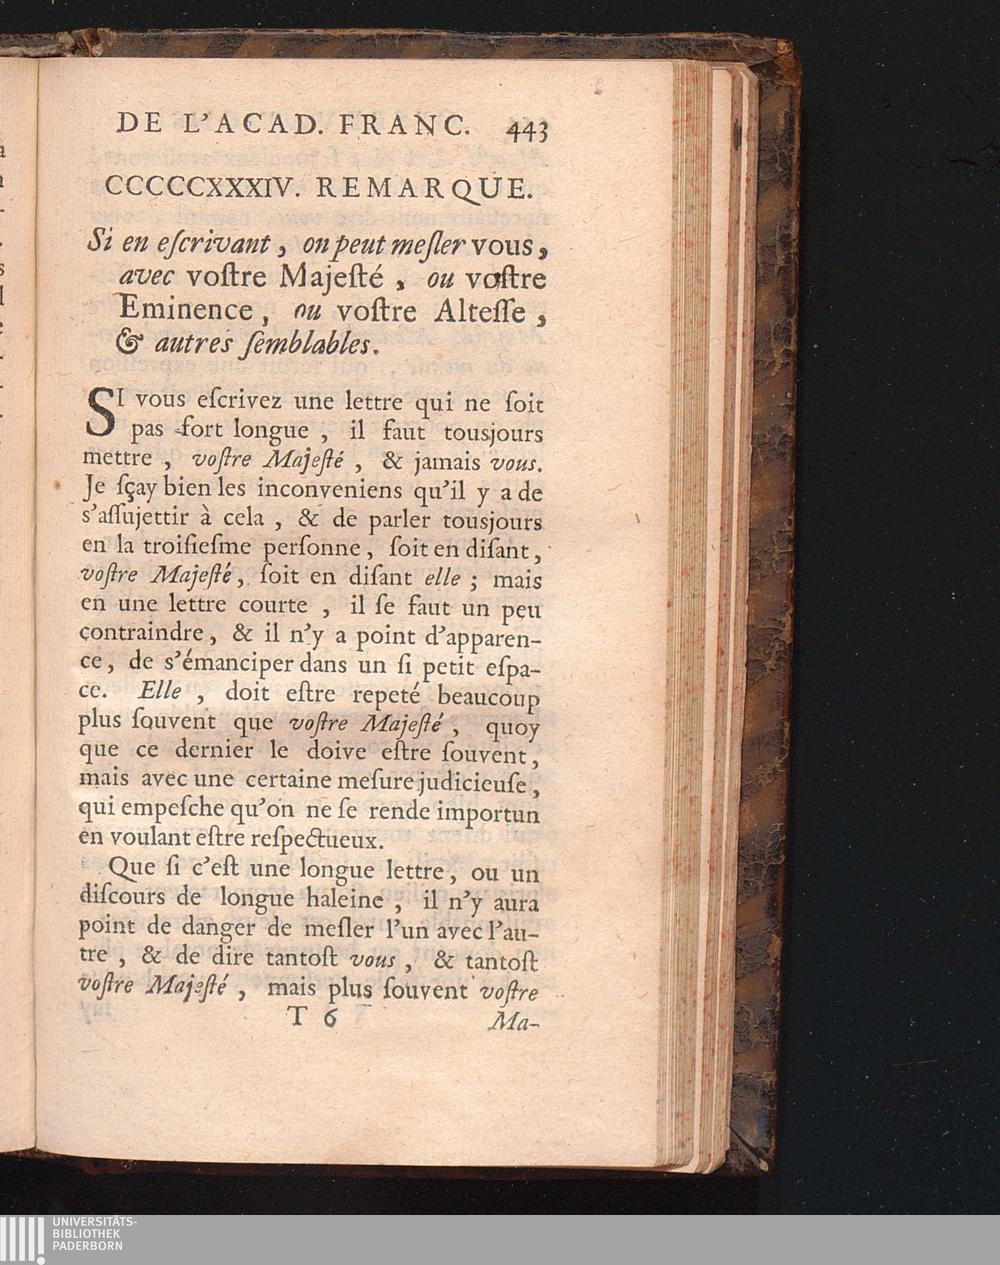 DE L'ACAD. FRANC. 443
CCCCCXXXIV. REMARQUE.
Si en eſcrivant, on peut meſler vous,
avec voſtre Majeſté, ou voſtre
Eminence, ou voſtre Alteſſe,
& autres ſemblables.
SI vous eſcrivez une lettre qui ne ſoit
pas fort longue, il faut tousjours
mettre, voſtre Majeſté, & jamais vous.
Je ſçay bien les inconveniens qu'il y a de
s'aſſujettir à cela, & de parler tousjours
en la troiſieſme perſonne, ſoit en diſant,
voſtre Majeſté, ſoit en diſant elle; mais
en une lettre courte, il ſe faut un peu
contraindre, & il n'y a point d'apparen-
ce, de s'émanciper dans un ſi petit eſpa-
ce. Elle, doit eſtre repeté beaucoup
plus ſouvent que voſtre Majeſté, quoy
que ce dernier le doive eſtre ſouvent,
mais avec une certaine meſure judicieuſe,
qui empeſche qu'on ne ſe rende importun
en voulant eſtre reſpectueux.
Que ſi c'eſt une longue lettre, ou un
diſcours de longue haleine, il n'y aura
point de danger de meſler l'un avec l'au-
tre, & de dire tantoſt vous, & tantoſt
voſtre Majeſté, mais plus ſouvent voſtre
T 6 Ma-
UNIVERSITÄTS-
BIBLIOTHEK
PADERBORN